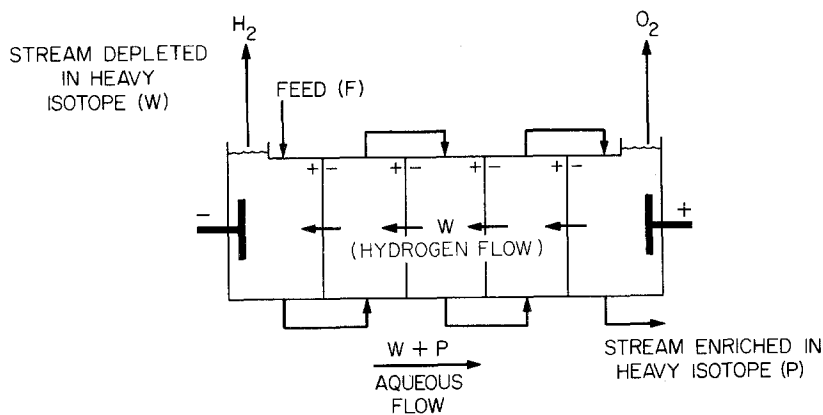 H2
O2
STREAM DEPLETED
IN HEAVY
ISOTOPE (W)
FEED (F)
+ -
+ -
+ -
+ -
-
W
+
(HYDROGEN FLOW)
W + P
AQUEOUS
FLOW
STREAM ENRICHED IN
HEAVY ISOTOPE (P)